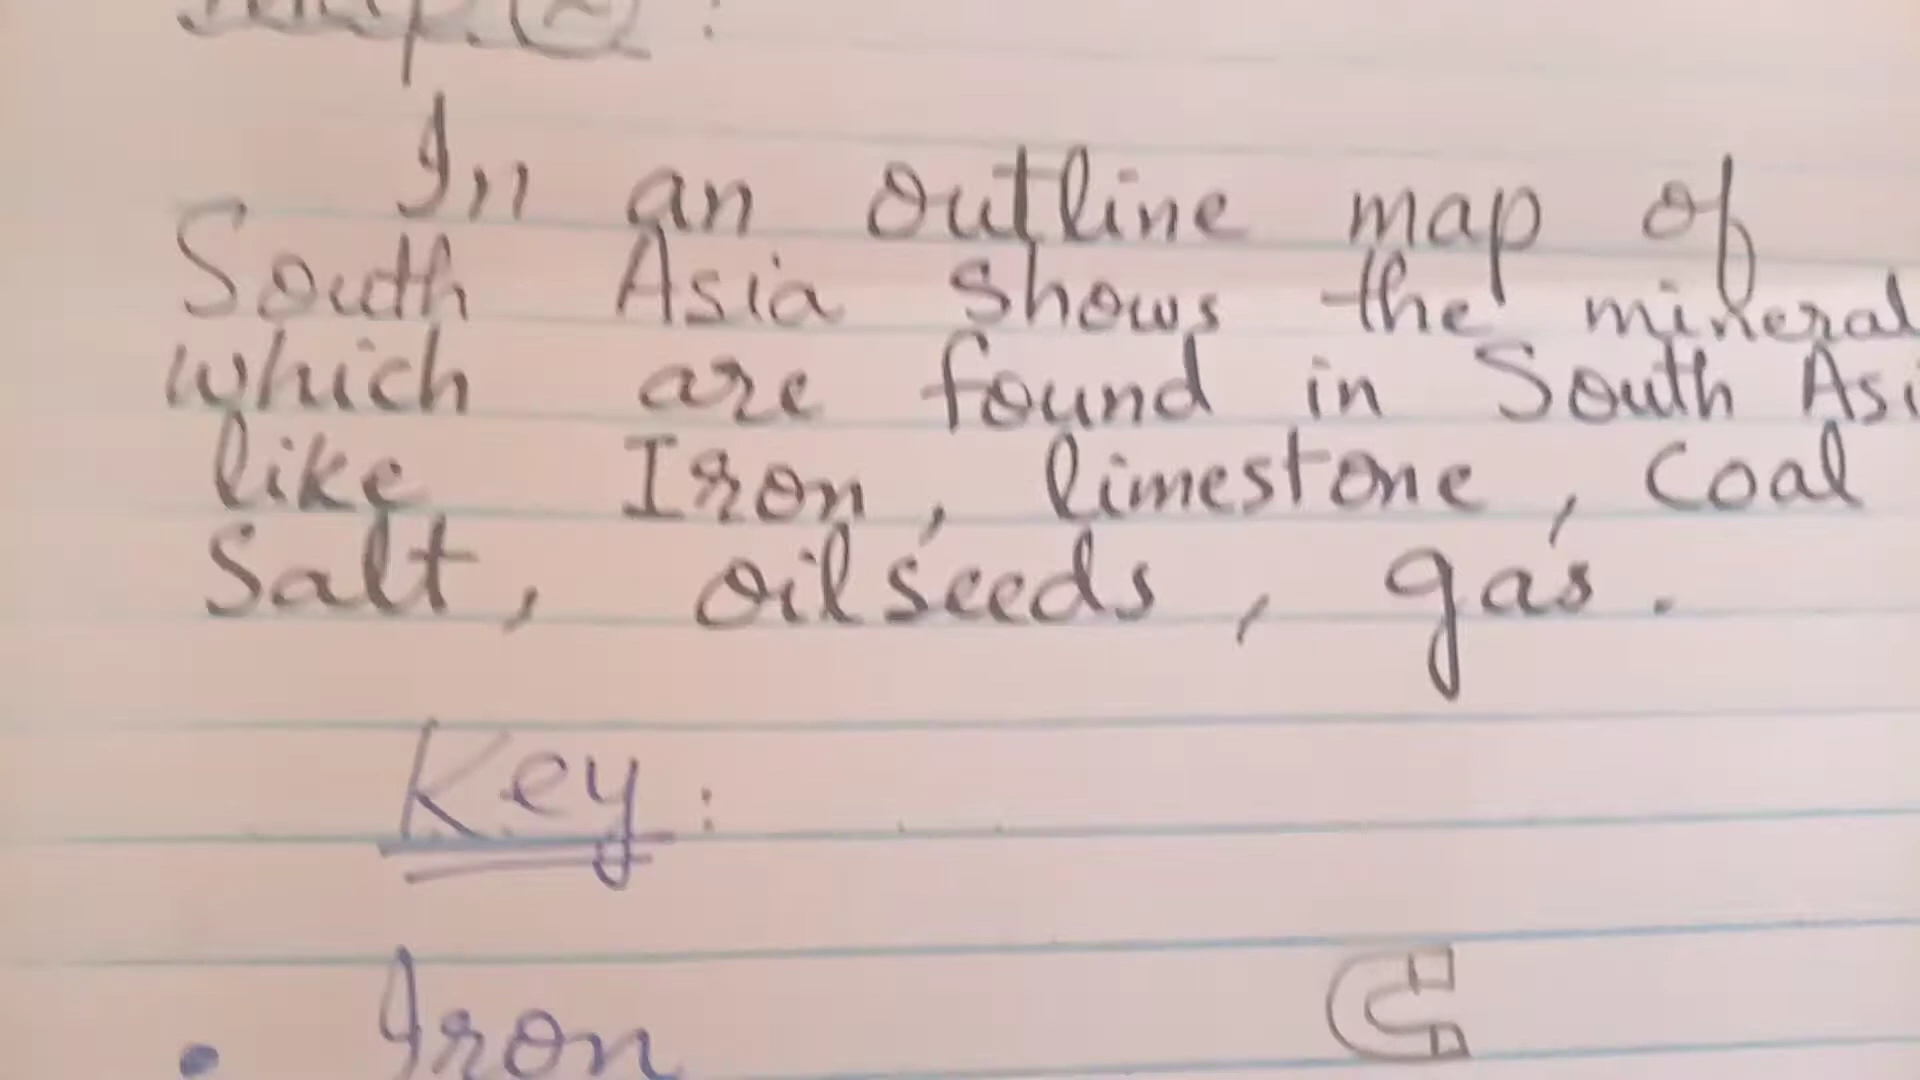 In an outline map of
South Asia shows the mineral
which are found in South Asi
like Iron, limestone, coal
Salt, oilseeds, gas.
Key:
• Iron